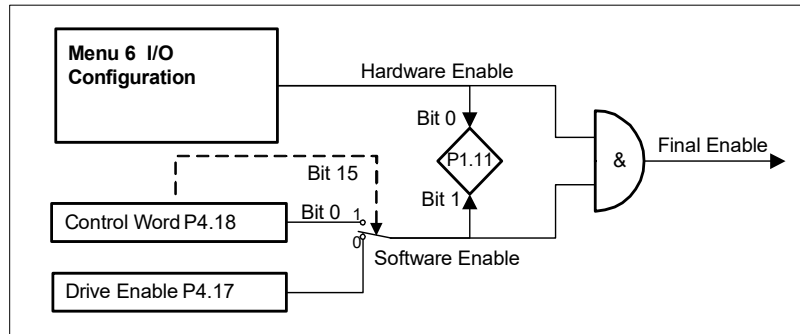 Menu 6 I/O
Configuration
Hardware Enable
Bit 0
P1.11
&
Final Enable
Bit 15
Bit 1
Control Word P4.18
Bit 0
1
0
Software Enable
Drive Enable P4.17